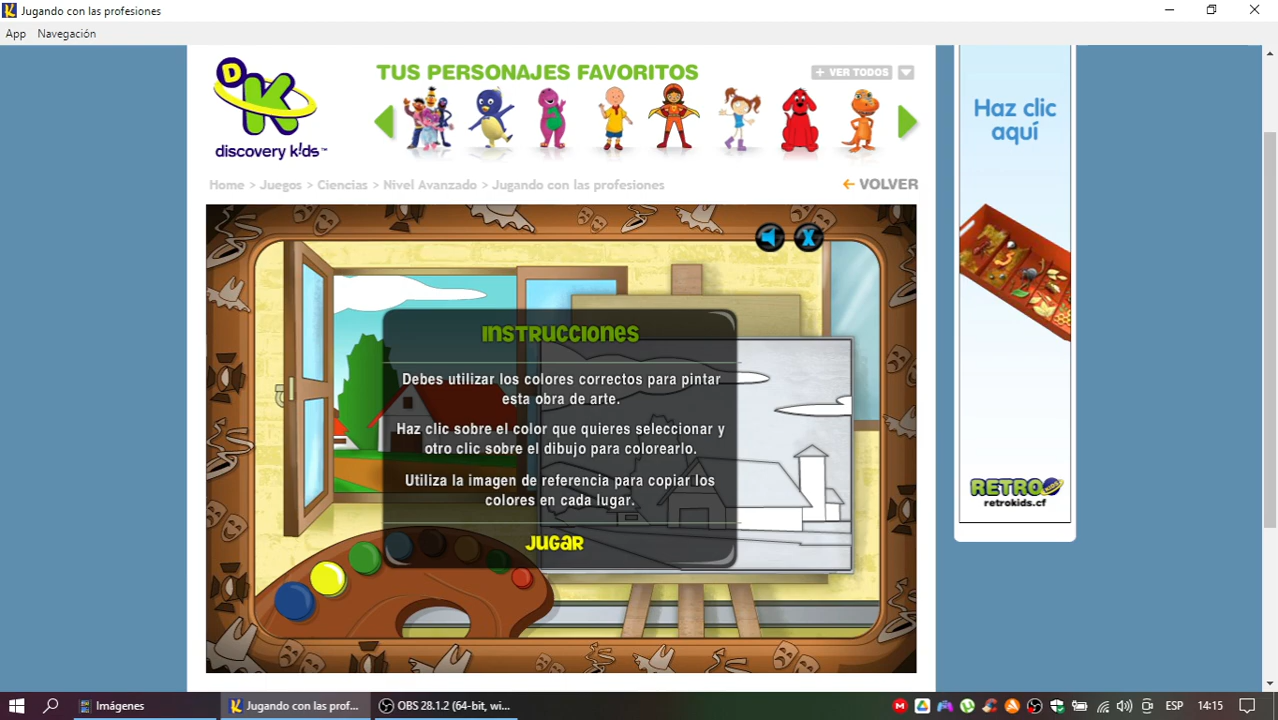 Jugando con las profesiones
App Navegación
TUS PERSONAJES FAVORITOS
+ VER TODOS
D K
discovery k!ds™
Haz clic
aquí
Home > Juegos > Ciencias > Nivel Avanzado > Jugando con las profesiones
← VOLVER
INSTRUCCIONES
Debes utilizar los colores correctos para pintar
esta obra de arte.
Haz clic sobre el color que quieres seleccionar y
otro clic sobre el dibujo para colorearlo.
Utiliza la imagen de referencia para copiar los
colores en cada lugar.
JUGAR
RETRO
retrokids.cf
Imágenes
Jugando con las prof...
OBS 28.1.2 (64-bit, wi...
ESP
14:15